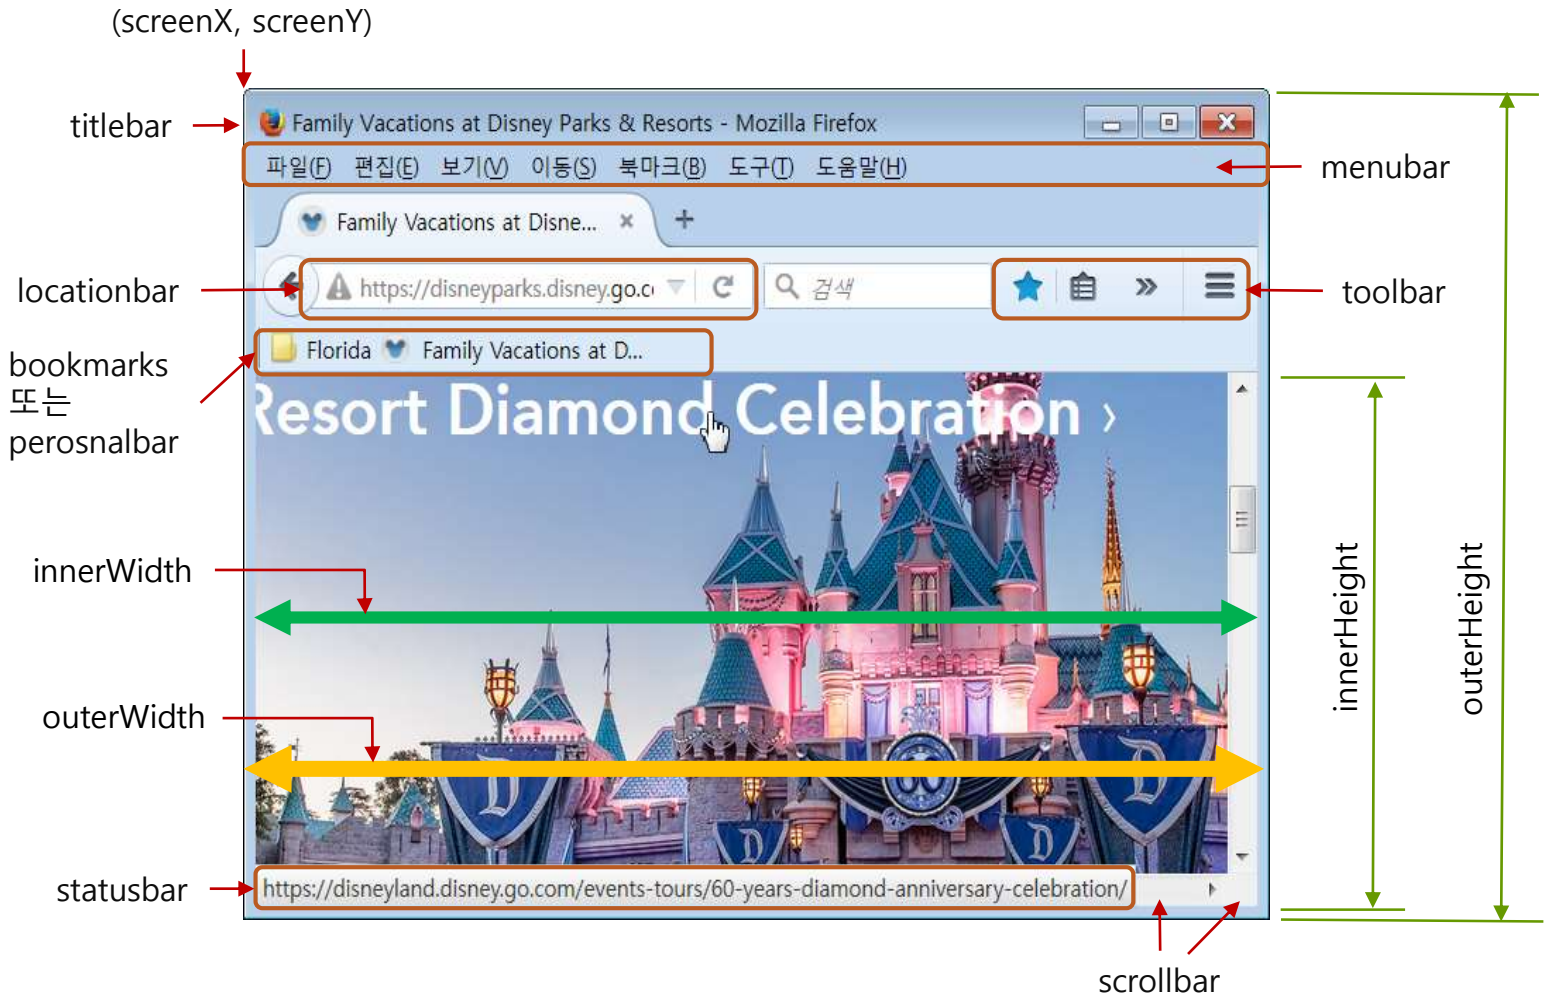 (screenX, screenY)
titlebar
Family Vacations at Disney Parks & Resorts - Mozilla Firefox
파일(F) 편집(E) 보기(V) 이동(S) 북마크(B) 도구(T) 도움말(H)
menubar
Family Vacations at Disne...
locationbar
https://disneyparks.disney.go.c
검색
toolbar
bookmarks
또는
perosnalbar
Florida
Family Vacations at D...
Resort Diamond Celebration ›
innerWidth
innerHeight
outerHeight
outerWidth
D
60
D
D
D
statusbar
https://disneyland.disney.go.com/events-tours/60-years-diamond-anniversary-celebration/
scrollbar